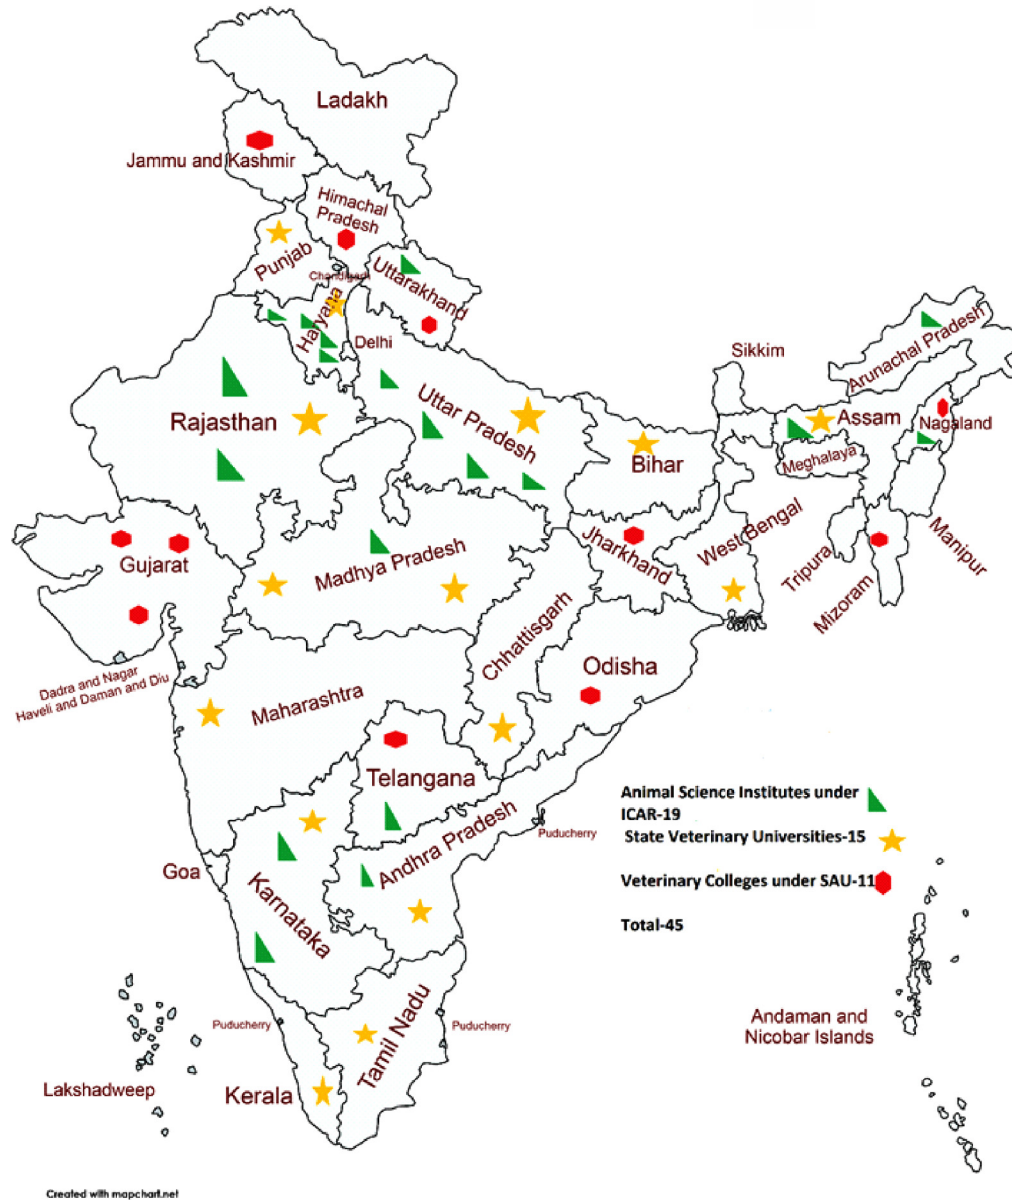 Ladakh
Jammu and Kashmir
Himachal
Pradesh
Punjab
Chandigarh
Uttarakhand
Haryana
Delhi
Sikkim
Arunachal Pradesh
Rajasthan
Uttar Pradesh
Bihar
Assam
Nagaland
Meghalaya
Gujarat
Madhya Pradesh
Jharkhand
West Bengal
Tripura
Mizoram
Manipur
Chhattisgarh
Odisha
Dadra and Nagar
Haveli and Daman and Diu
Maharashtra
Telangana
Animal Science Institutes under
ICAR-19
State Veterinary Universities-15
Veterinary Colleges under SAU-11
Total-45
Andhra Pradesh
Puducherry
Goa
Karnataka
Puducherry
Tamil Nadu
Puducherry
Andaman and
Nicobar Islands
Lakshadweep
Kerala
Created with mapchart.net